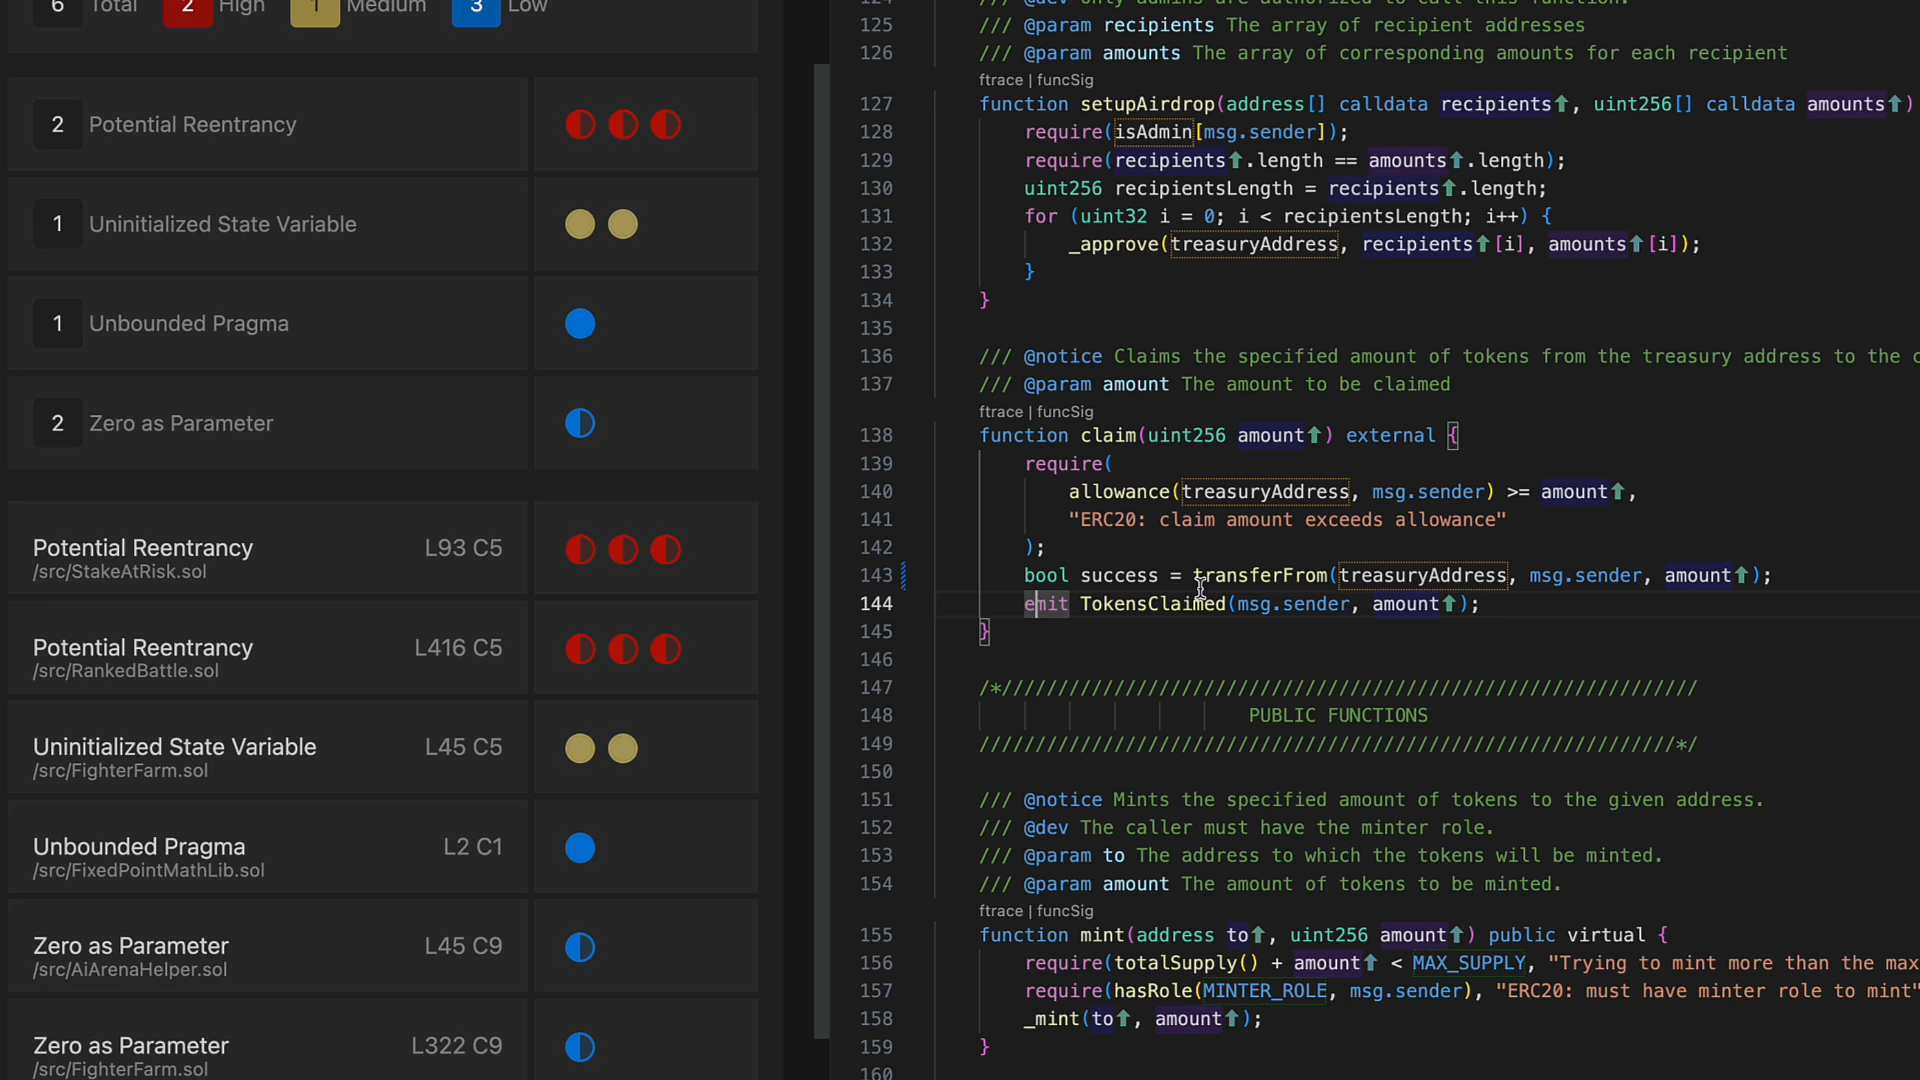 6 Total 2 High 1 Medium 3 Low
2 Potential Reentrancy
1 Uninitialized State Variable
1 Unbounded Pragma
2 Zero as Parameter
Potential Reentrancy L93 C5
/src/StakeAtRisk.sol
Potential Reentrancy L416 C5
/src/RankedBattle.sol
Uninitialized State Variable L45 C5
/src/FighterFarm.sol
Unbounded Pragma L2 C1
/src/FixedPointMathLib.sol
Zero as Parameter L45 C9
/src/AiArenaHelper.sol
Zero as Parameter L322 C9
/src/FighterFarm.sol
124 /// @dev Only admins are authorized to call this function.
125 /// @param recipients The array of recipient addresses
126 /// @param amounts The array of corresponding amounts for each recipient
ftrace | funcSig
127 function setupAirdrop(address[] calldata recipients⬆, uint256[] calldata amounts⬆)
128 require(isAdmin[msg.sender]);
129 require(recipients⬆.length == amounts⬆.length);
130 uint256 recipientsLength = recipients⬆.length;
131 for (uint32 i = 0; i < recipientsLength; i++) {
132 _approve(treasuryAddress, recipients⬆[i], amounts⬆[i]);
133 }
134 }
135
136 /// @notice Claims the specified amount of tokens from the treasury address to the c
137 /// @param amount The amount to be claimed
ftrace | funcSig
138 function claim(uint256 amount⬆) external {
139 require(
140 allowance(treasuryAddress, msg.sender) >= amount⬆,
141 "ERC20: claim amount exceeds allowance"
142 );
143 bool success = transferFrom(treasuryAddress, msg.sender, amount⬆);
144 emit TokensClaimed(msg.sender, amount⬆);
145 }
146
147 /*//////////////////////////////////////////////////////////////
148 PUBLIC FUNCTIONS
149 //////////////////////////////////////////////////////////////*/
150
151 /// @notice Mints the specified amount of tokens to the given address.
152 /// @dev The caller must have the minter role.
153 /// @param to The address to which the tokens will be minted.
154 /// @param amount The amount of tokens to be minted.
ftrace | funcSig
155 function mint(address to⬆, uint256 amount⬆) public virtual {
156 require(totalSupply() + amount⬆ < MAX_SUPPLY, "Trying to mint more than the max
157 require(hasRole(MINTER_ROLE, msg.sender), "ERC20: must have minter role to mint"
158 _mint(to⬆, amount⬆);
159 }
160